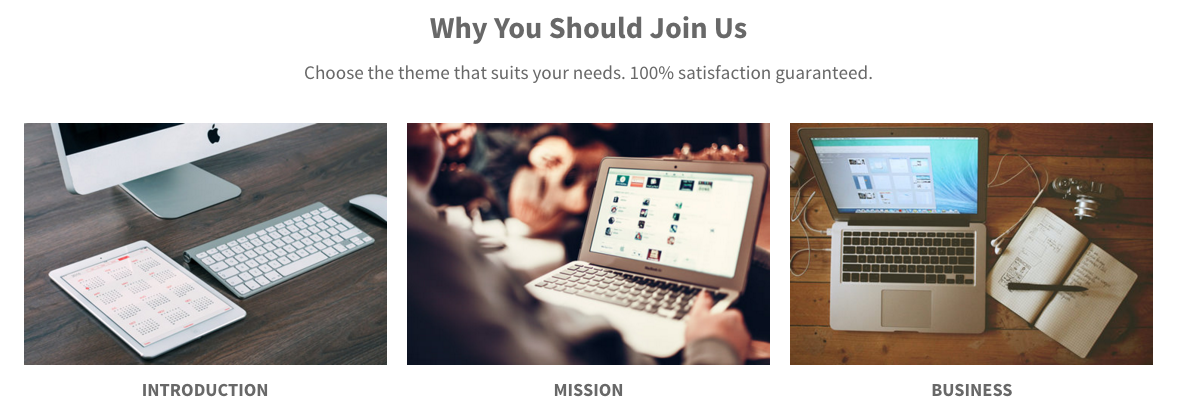 Why You Should Join Us
Choose the theme that suits your needs. 100% satisfaction guaranteed.
INTRODUCTION
MISSION
BUSINESS